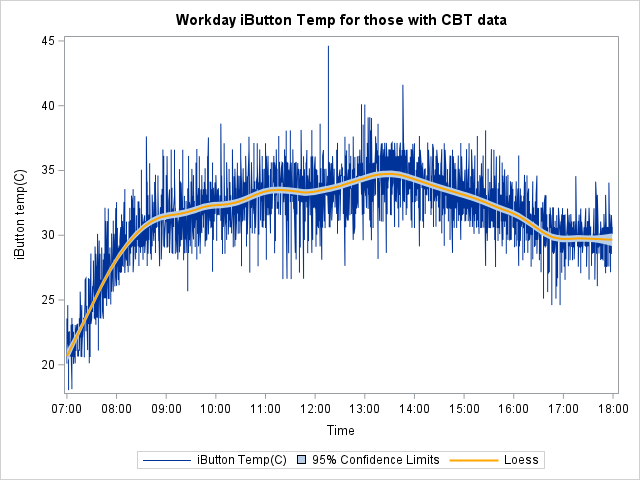 Workday iButton Temp for those with CBT data
45
40
35
30
25
20
iButton temp(C)
07:00 08:00 09:00 10:00 11:00 12:00 13:00 14:00 15:00 16:00 17:00 18:00
Time
iButton Temp(C) 95% Confidence Limits Loess